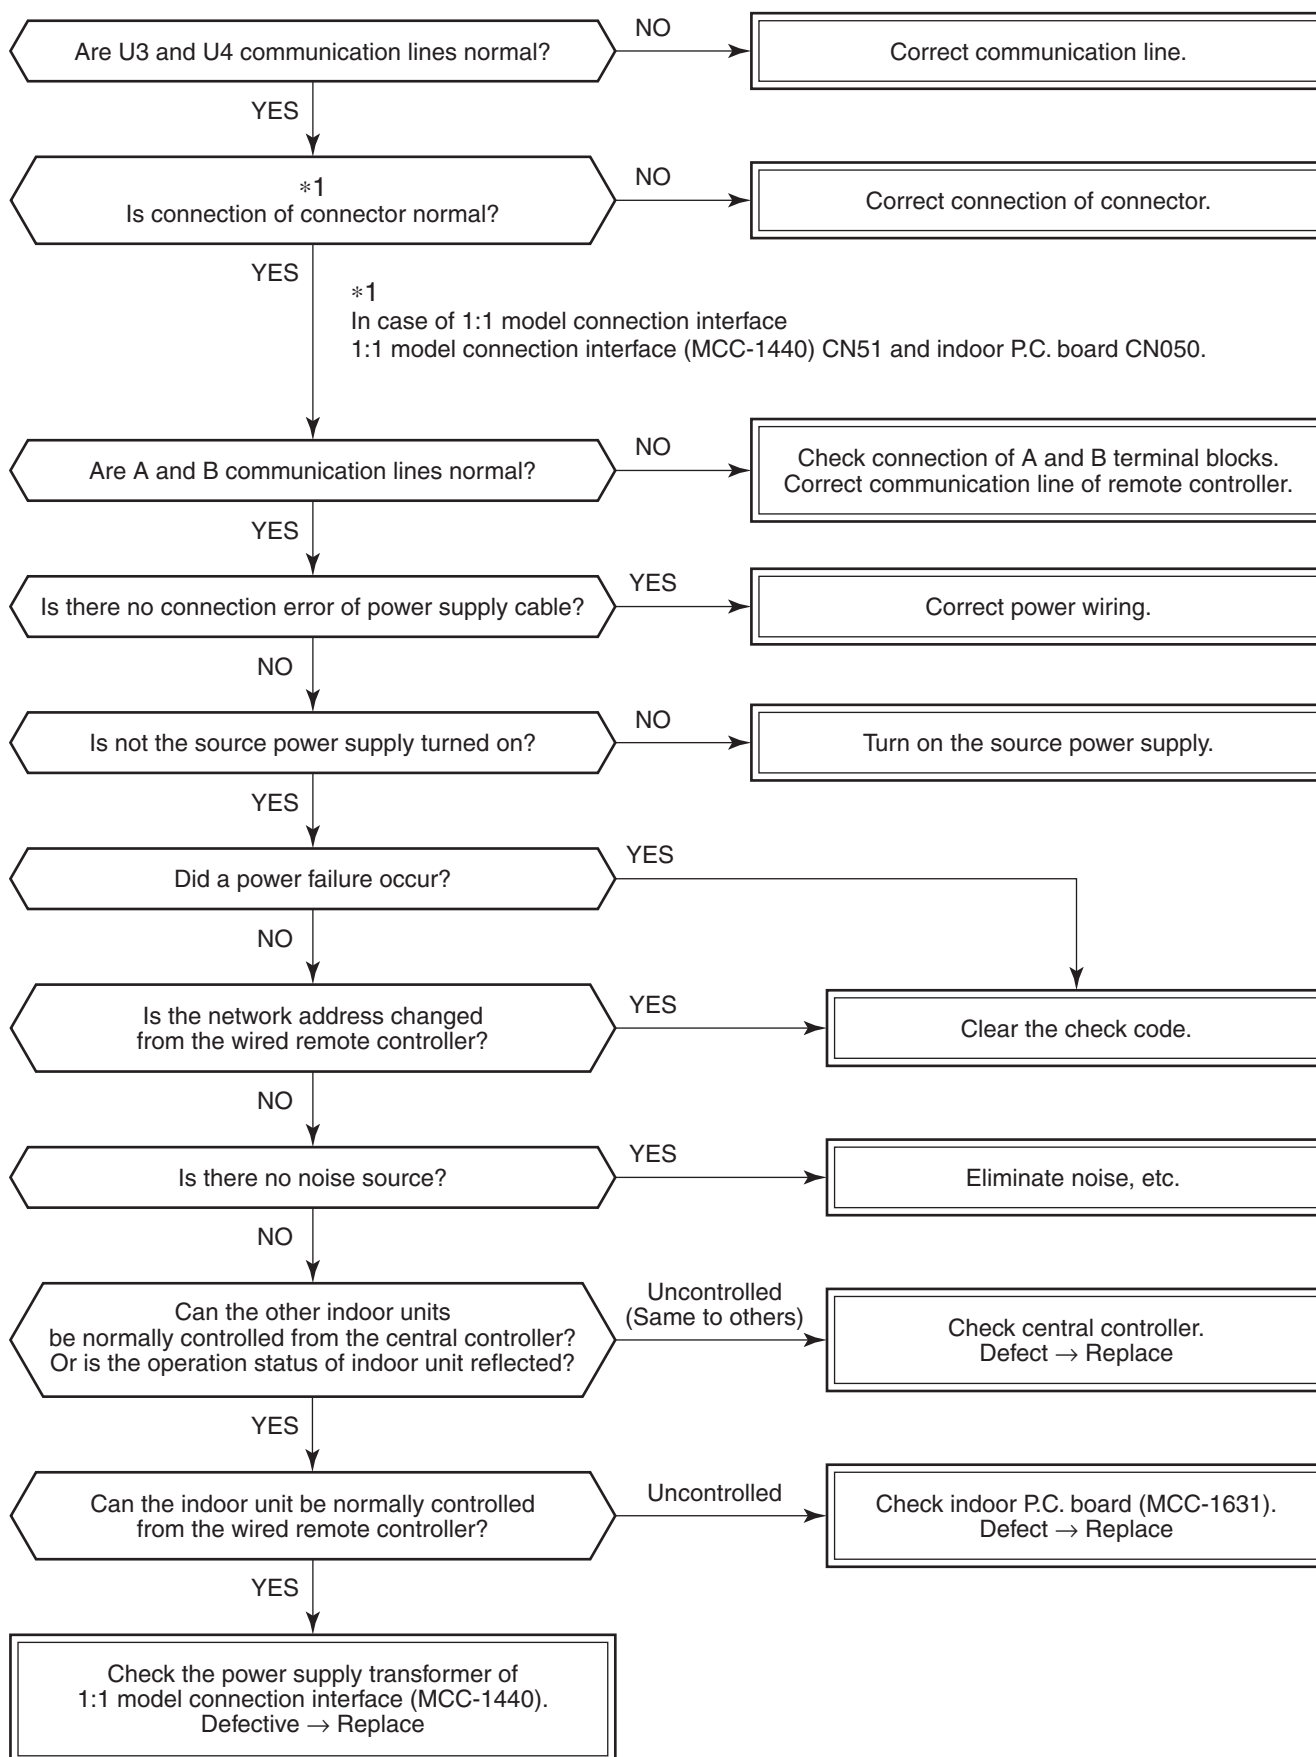 Are U3 and U4 communication lines normal?
NO
Correct communication line.
YES
*1
Is connection of connector normal?
NO
Correct connection of connector.
YES
*1
In case of 1:1 model connection interface
1:1 model connection interface (MCC-1440) CN51 and indoor P.C. board CN050.
Are A and B communication lines normal?
NO
Check connection of A and B terminal blocks.
Correct communication line of remote controller.
YES
Is there no connection error of power supply cable?
YES
Correct power wiring.
NO
Is not the source power supply turned on?
NO
Turn on the source power supply.
YES
Did a power failure occur?
YES
NO
Is the network address changed
from the wired remote controller?
YES
Clear the check code.
NO
Is there no noise source?
YES
Eliminate noise, etc.
NO
Can the other indoor units
be normally controlled from the central controller?
Or is the operation status of indoor unit reflected?
Uncontrolled
(Same to others)
Check central controller.
Defect → Replace
YES
Can the indoor unit be normally controlled
from the wired remote controller?
Uncontrolled
Check indoor P.C. board (MCC-1631).
Defect → Replace
YES
Check the power supply transformer of
1:1 model connection interface (MCC-1440).
Defective → Replace